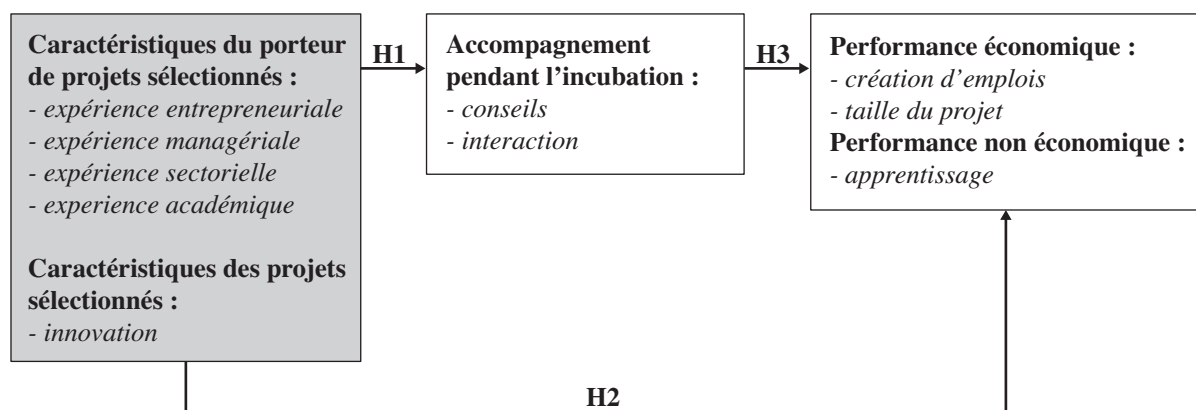 Caractéristiques du porteur
de projets sélectionnés :
- expérience entrepreneuriale
- expérience managériale
- expérience sectorielle
- experience académique
Caractéristiques des projets
sélectionnés :
- innovation
H1
Accompagnement
pendant l’incubation :
- conseils
- interaction
H3
Performance économique :
- création d’emplois
- taille du projet
Performance non économique :
- apprentissage
H2